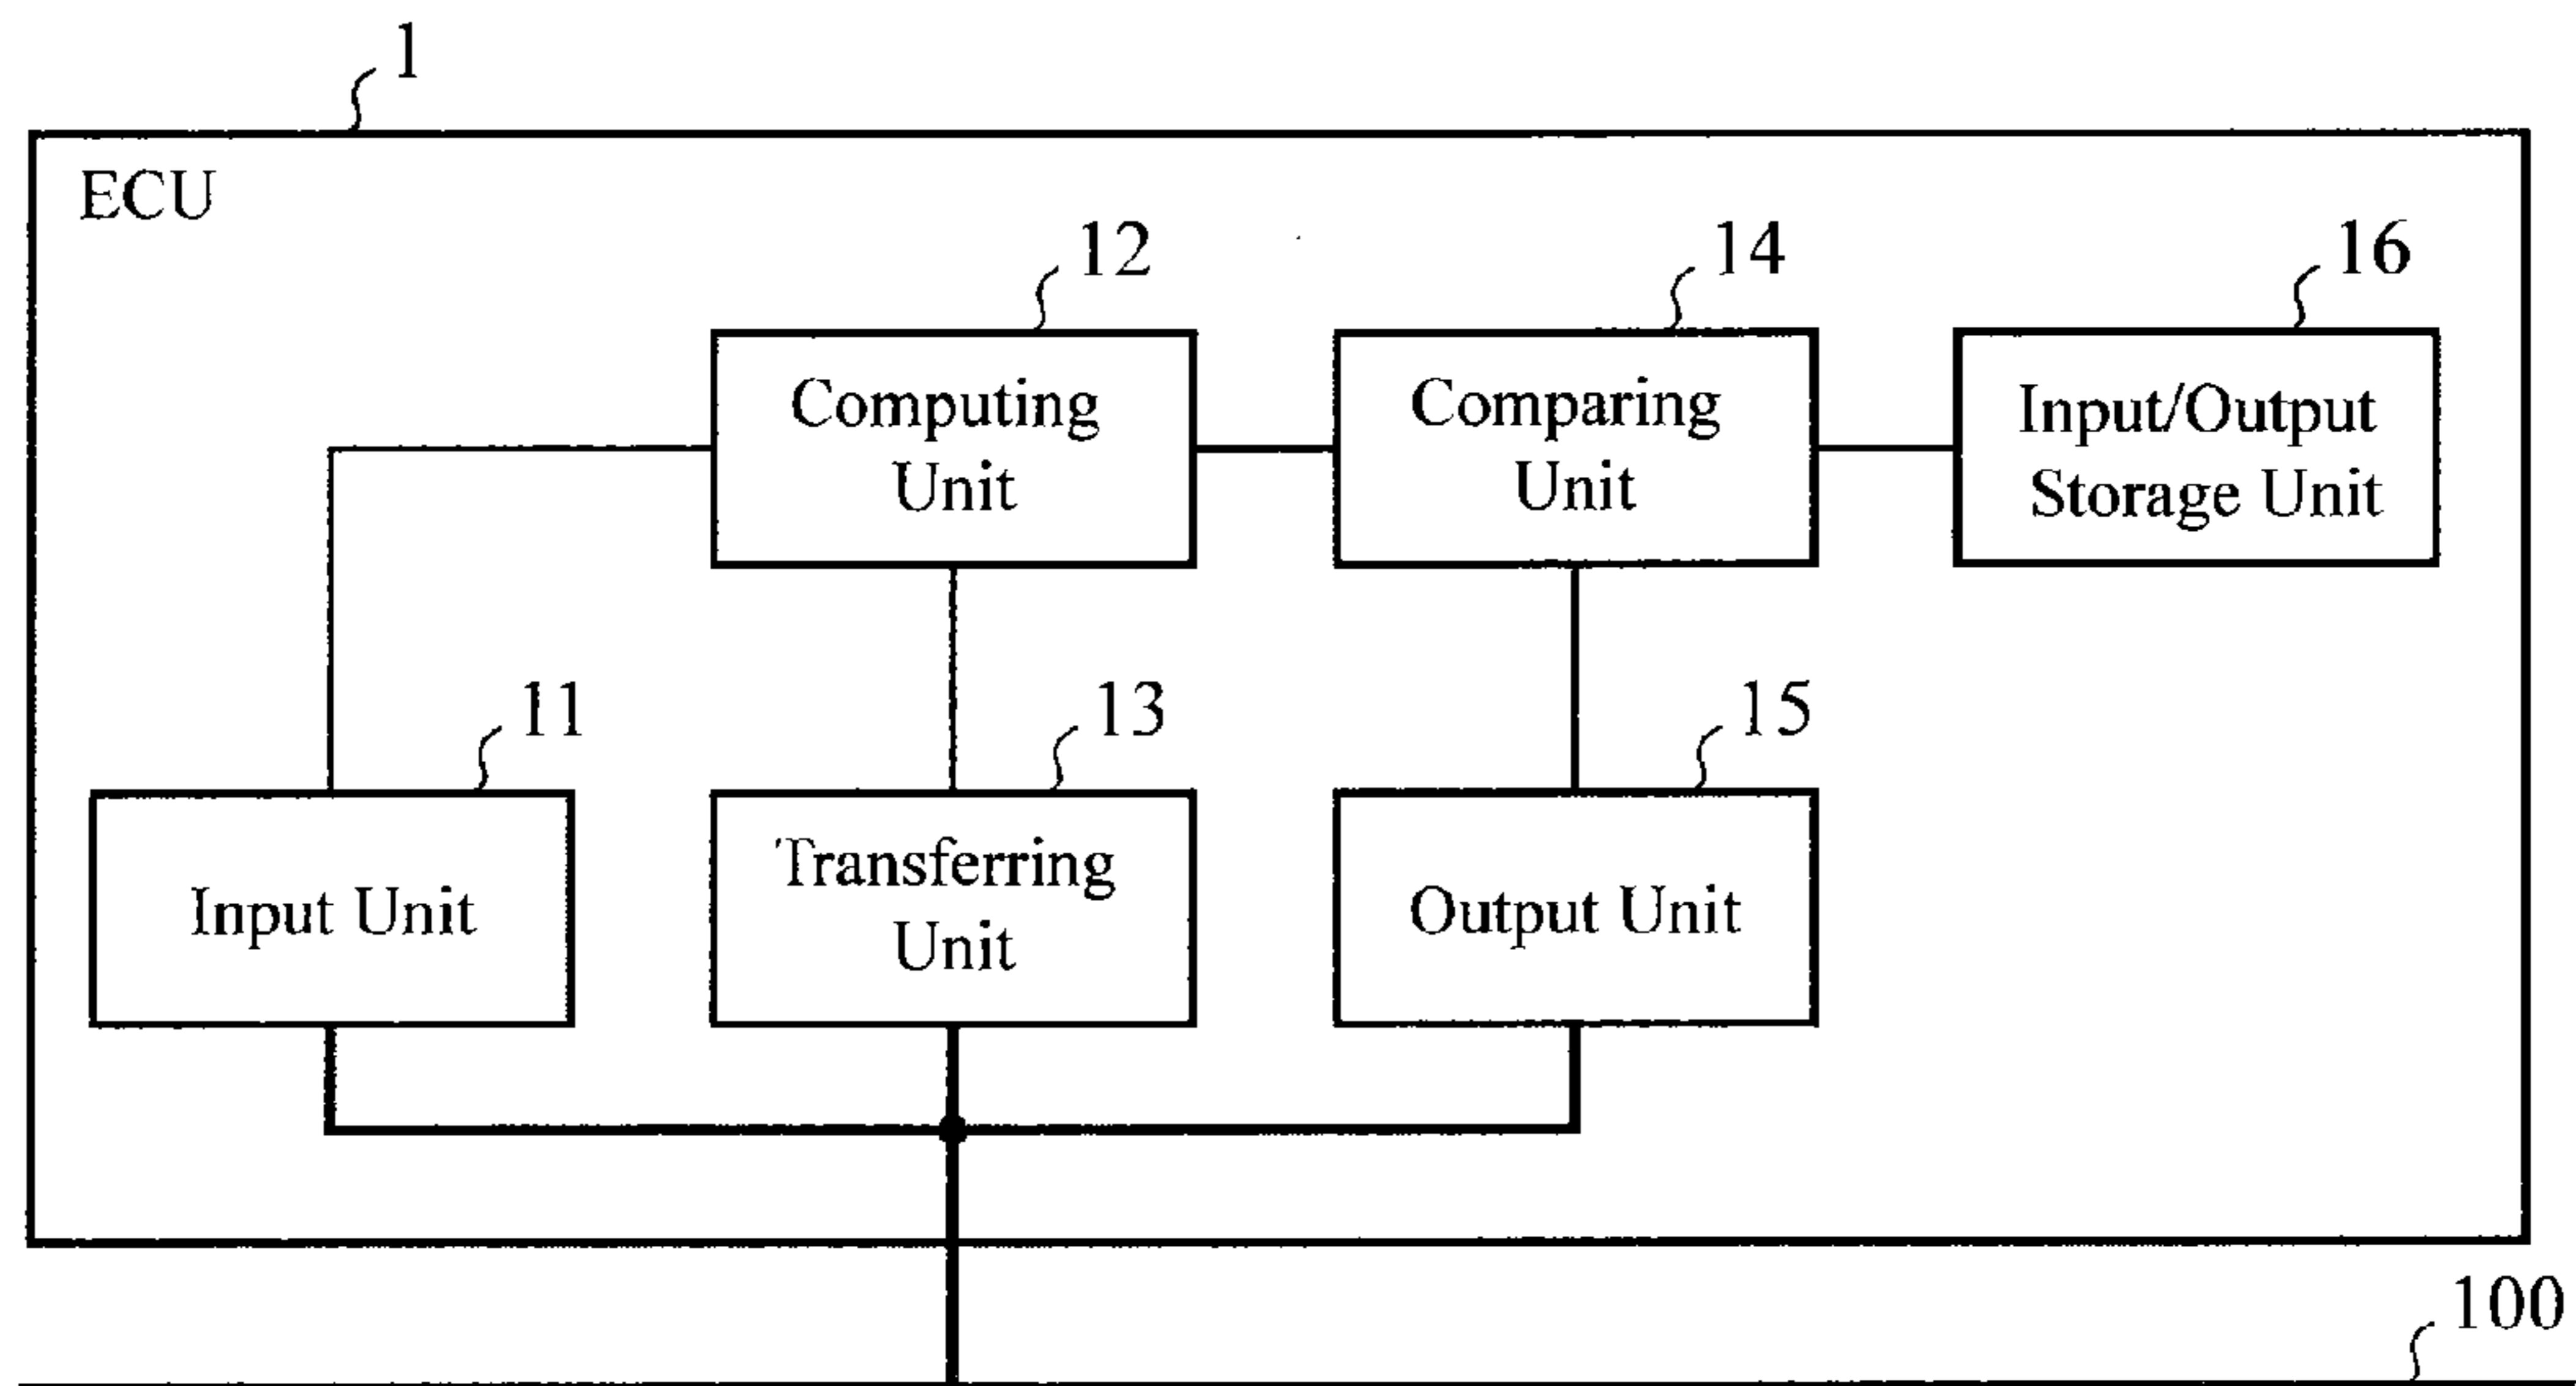 1
ECU
12
14
16
Computing
Unit
Comparing
Unit
Input/Output
Storage Unit
11
13
15
Input Unit
Transferring
Unit
Output Unit
100